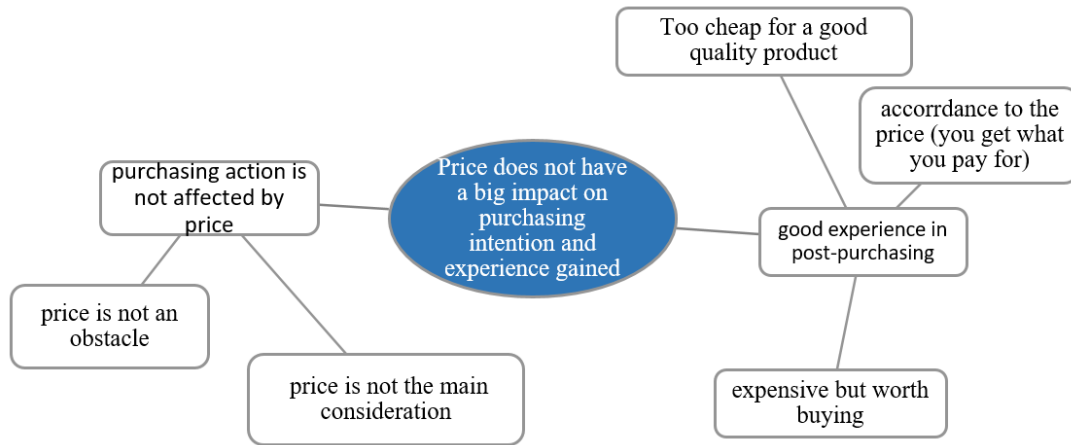 Too cheap for a good
quality product
accorrdance to the
price (you get what
you pay for)
purchasing action is
not affected by
price
Price does not have
a big impact on
purchasing
intention and
experience gained
good experience in
post-purchasing
price is not an
obstacle
price is not the main
consideration
expensive but worth
buying